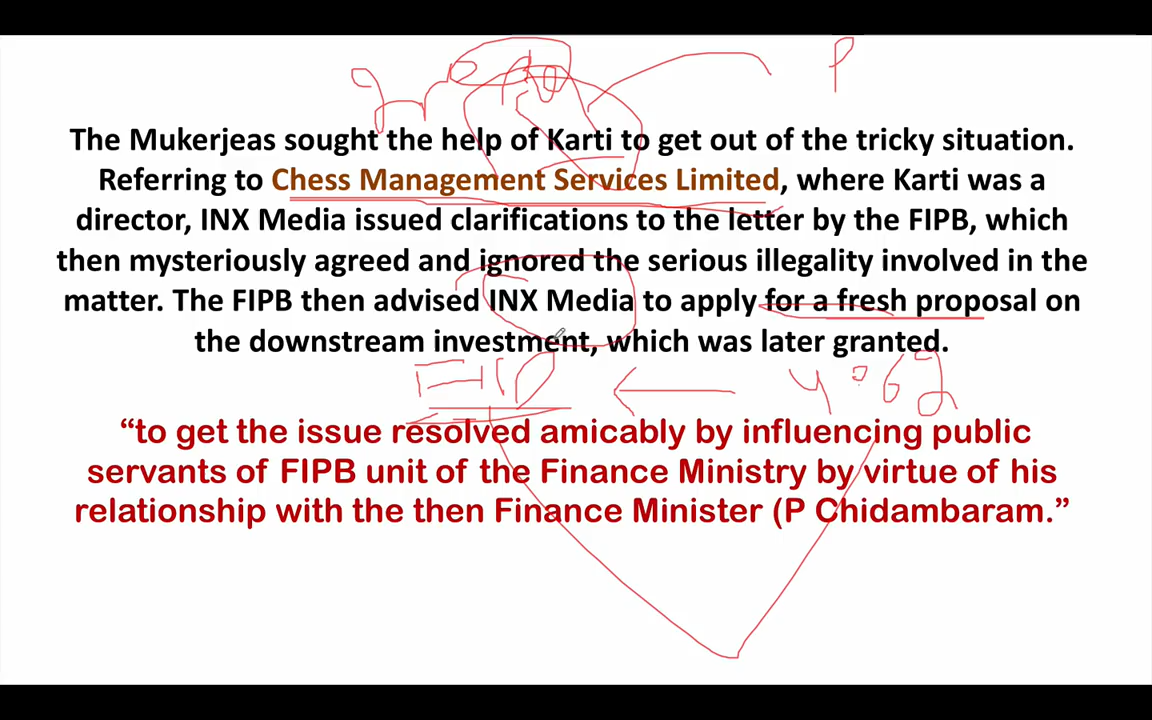 P
The Mukerjeas sought the help of Karti to get out of the tricky situation.
Referring to Chess Management Services Limited, where Karti was a
director, INX Media issued clarifications to the letter by the FIPB, which
then mysteriously agreed and ignored the serious illegality involved in the
matter. The FIPB then advised INX Media to apply for a fresh proposal on
the downstream investment, which was later granted.
“to get the issue resolved amicably by influencing public
servants of FIPB unit of the Finance Ministry by virtue of his
relationship with the then Finance Minister (P Chidambaram.”